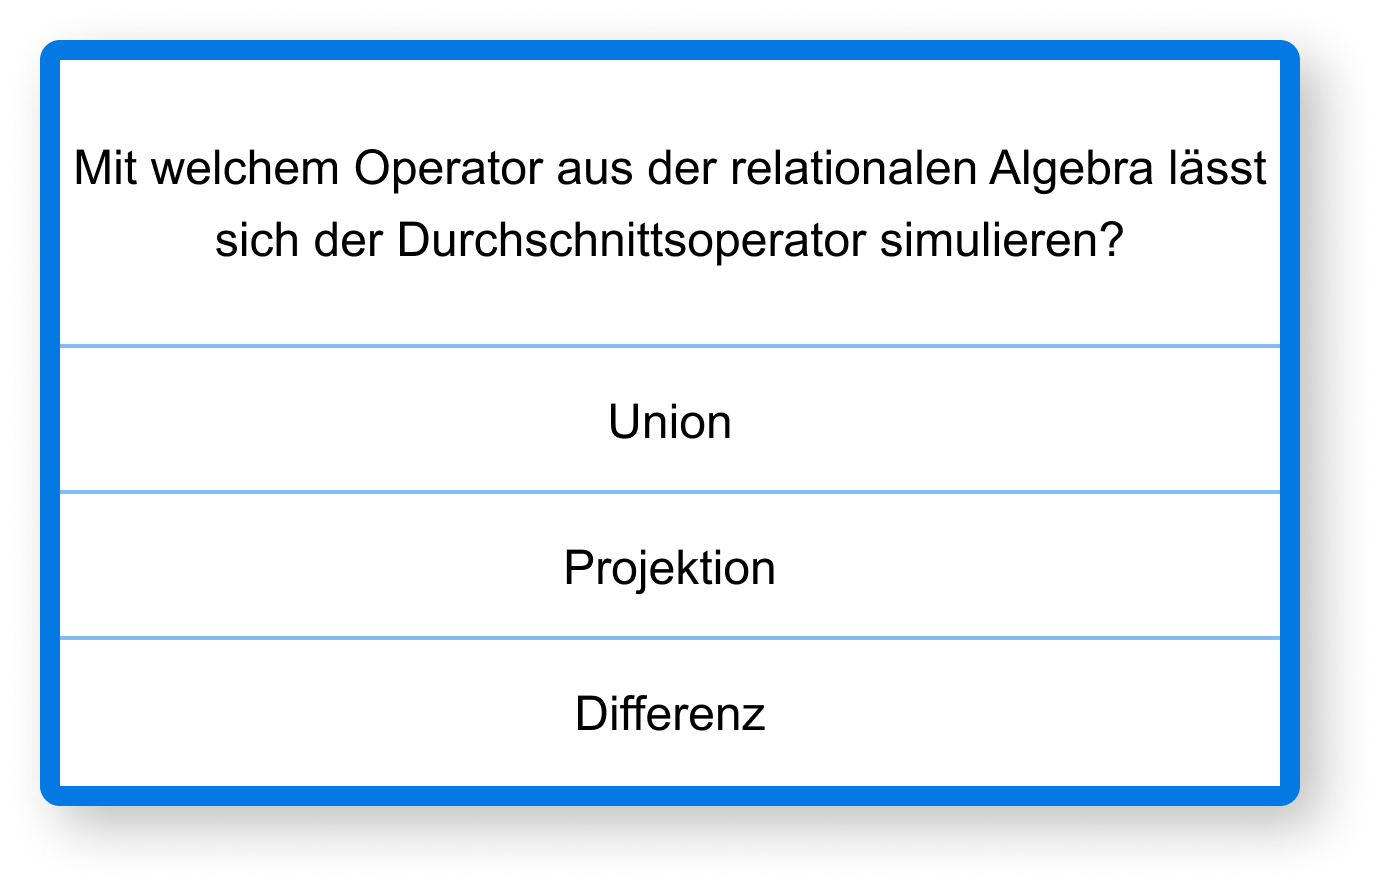 Mit welchem Operator aus der relationalen Algebra lässt
sich der Durchschnittsoperator simulieren?
Union
Projektion
Differenz